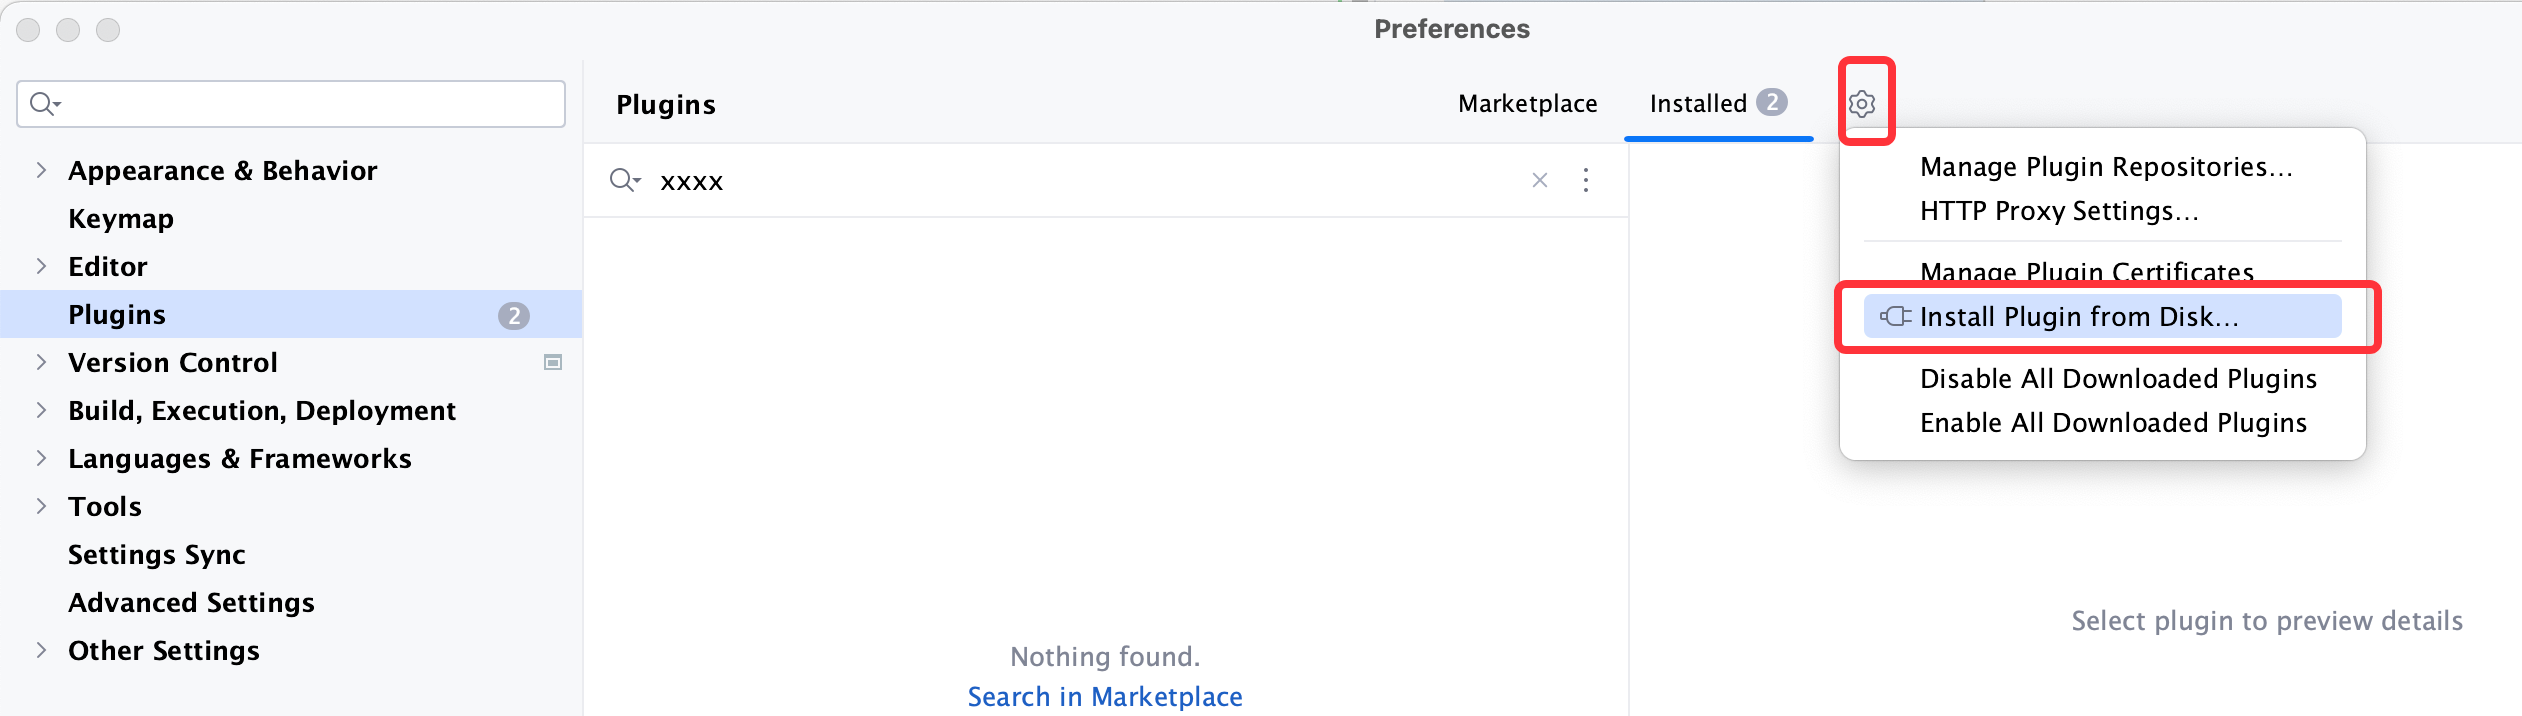 Preferences
Appearance & Behavior
Keymap
Editor
Plugins 2
Version Control
Build, Execution, Deployment
Languages & Frameworks
Tools
Settings Sync
Advanced Settings
Other Settings
Plugins
Marketplace
Installed 2
xxxx
Nothing found.
Search in Marketplace
Manage Plugin Repositories...
HTTP Proxy Settings...
Manage Plugin Certificates
Install Plugin from Disk...
Disable All Downloaded Plugins
Enable All Downloaded Plugins
Select plugin to preview details